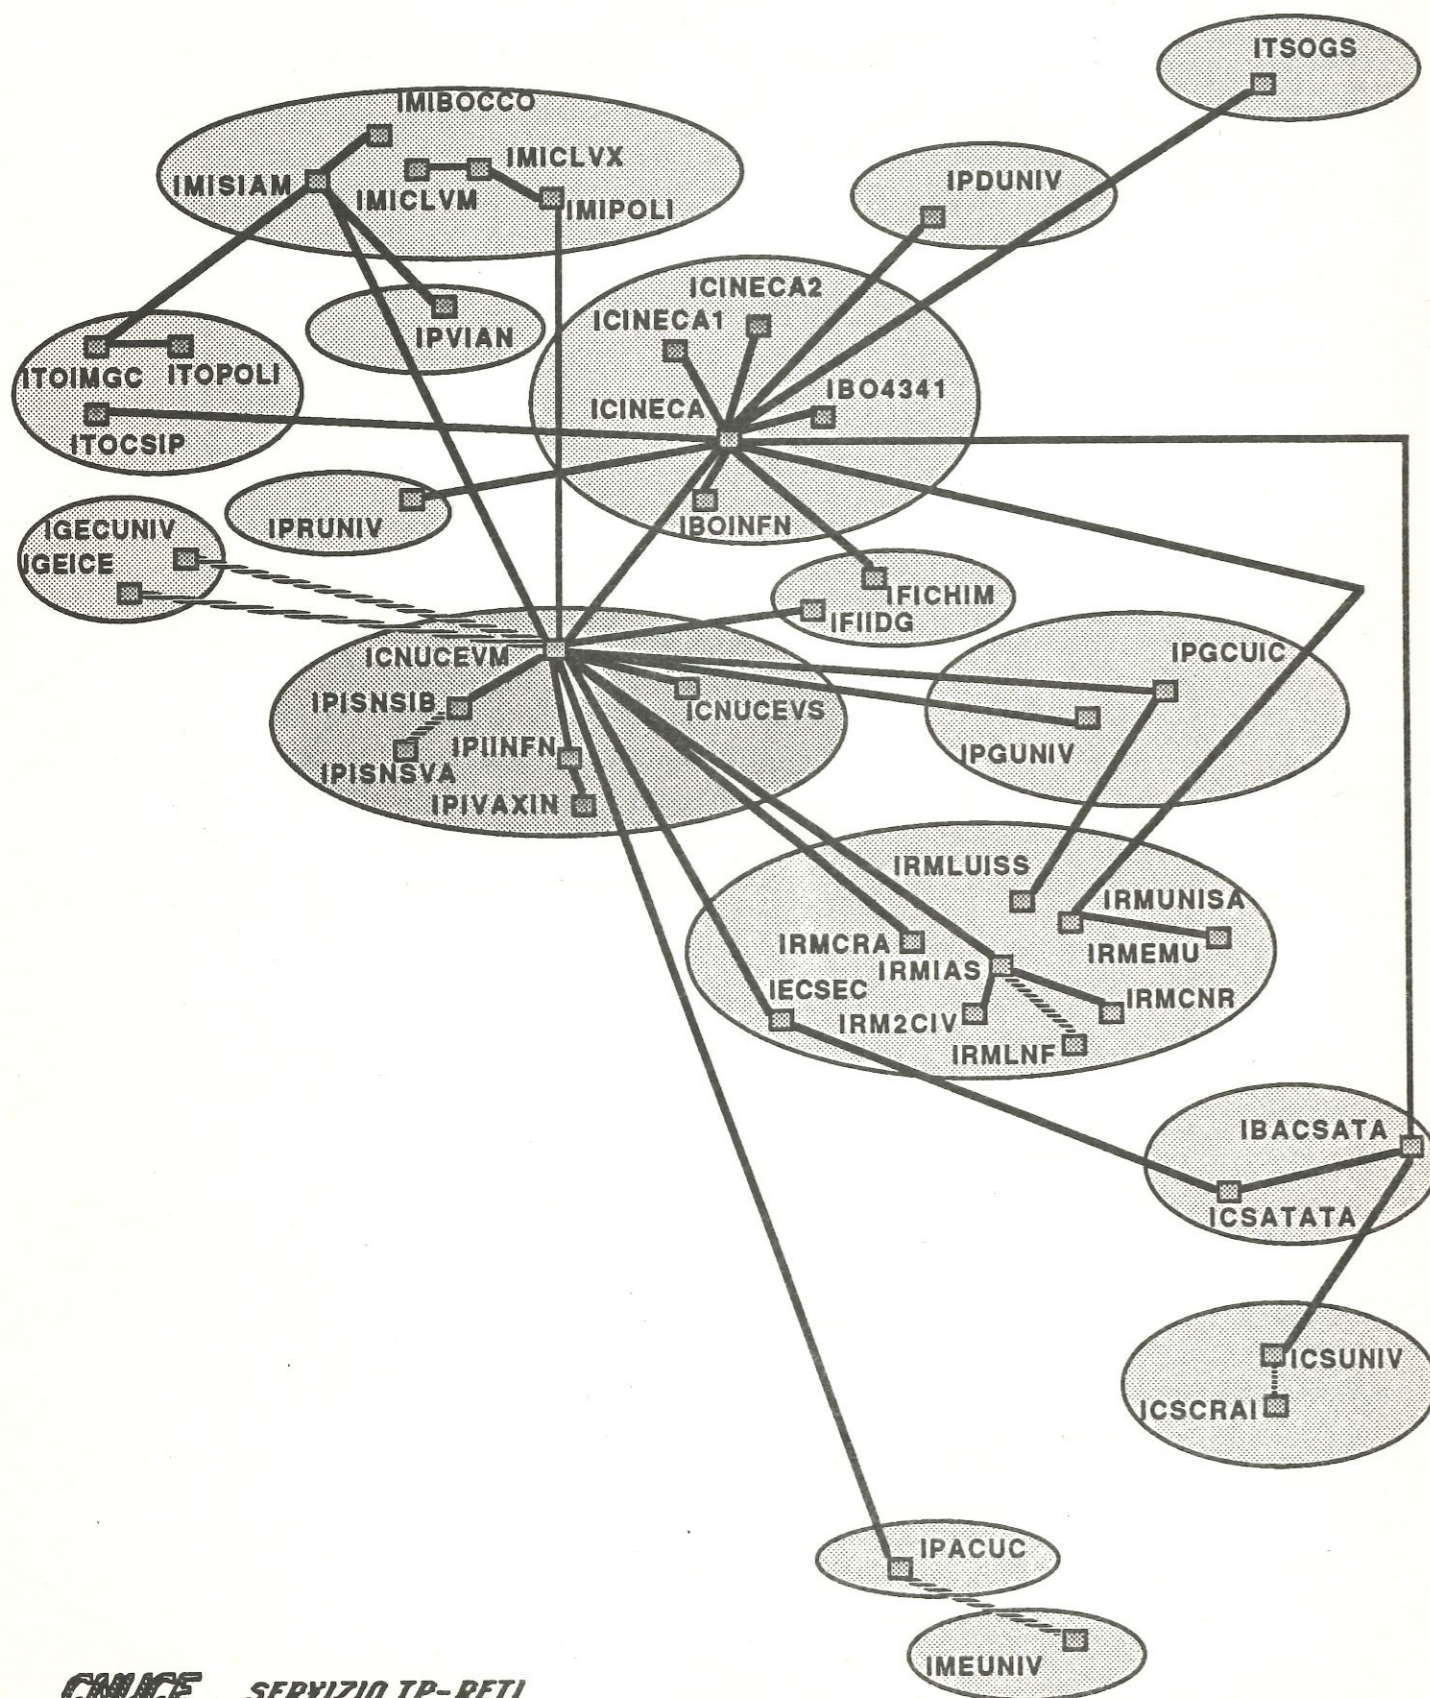 ITSOGS
IMIBOCCO
IMICLVX
IMISIAM
IMICLVM
IMIPOLI
IPDUNIV
ICINECA2
ICINECA1
IPVIAN
ITOIMGC ITOPOLI
IBO4341
ICINECA
ITOCSIP
IGECUNIV
IPRUNIV
IBOINFN
IGEICE
IFICHIM
IFIIDG
ICNUCEVM
IPGCUIC
IPISNSIB
ICNUCEVS
IPIINFN
IPGUNIV
IPISNSVA
IPIVAXIN
IRMLUISS
IRMUNISA
IRMCRA
IRMEMU
IRMIAS
IECSEC
IRMCNR
IRM2CIV
IRMLNF
IBACSATA
ICSATATA
ICSUNIV
ICSCRAI
IPACUC
IMEUNIV
CNUCE SERVIZIO TP-RETI